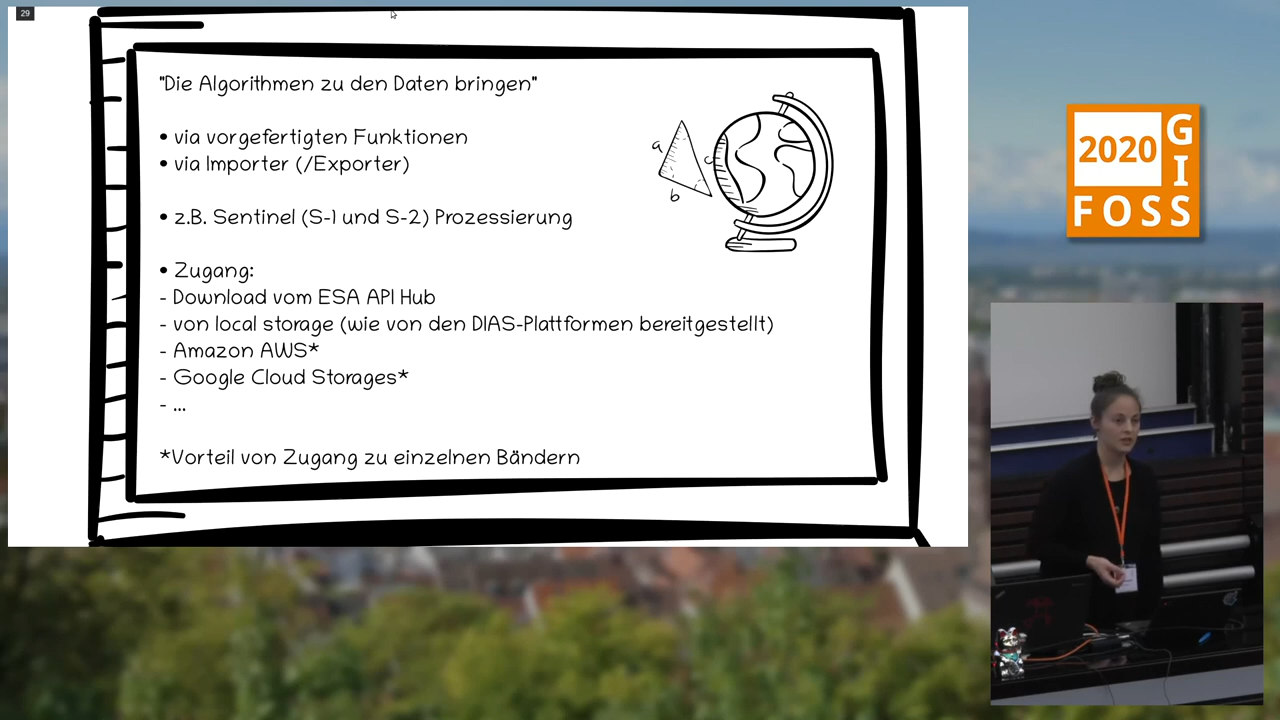 29
"Die Algorithmen zu den Daten bringen"
• via vorgefertigten Funktionen
• via Importer (/Exporter)
• z.B. Sentinel (S-1 und S-2) Prozessierung
• Zugang:
- Download vom ESA API Hub
- von local storage (wie von den DIAS-Plattformen bereitgestellt)
- Amazon AWS*
- Google Cloud Storages*
- ...
*Vorteil von Zugang zu einzelnen Bändern
a
b
c
2020
GI
FOSS